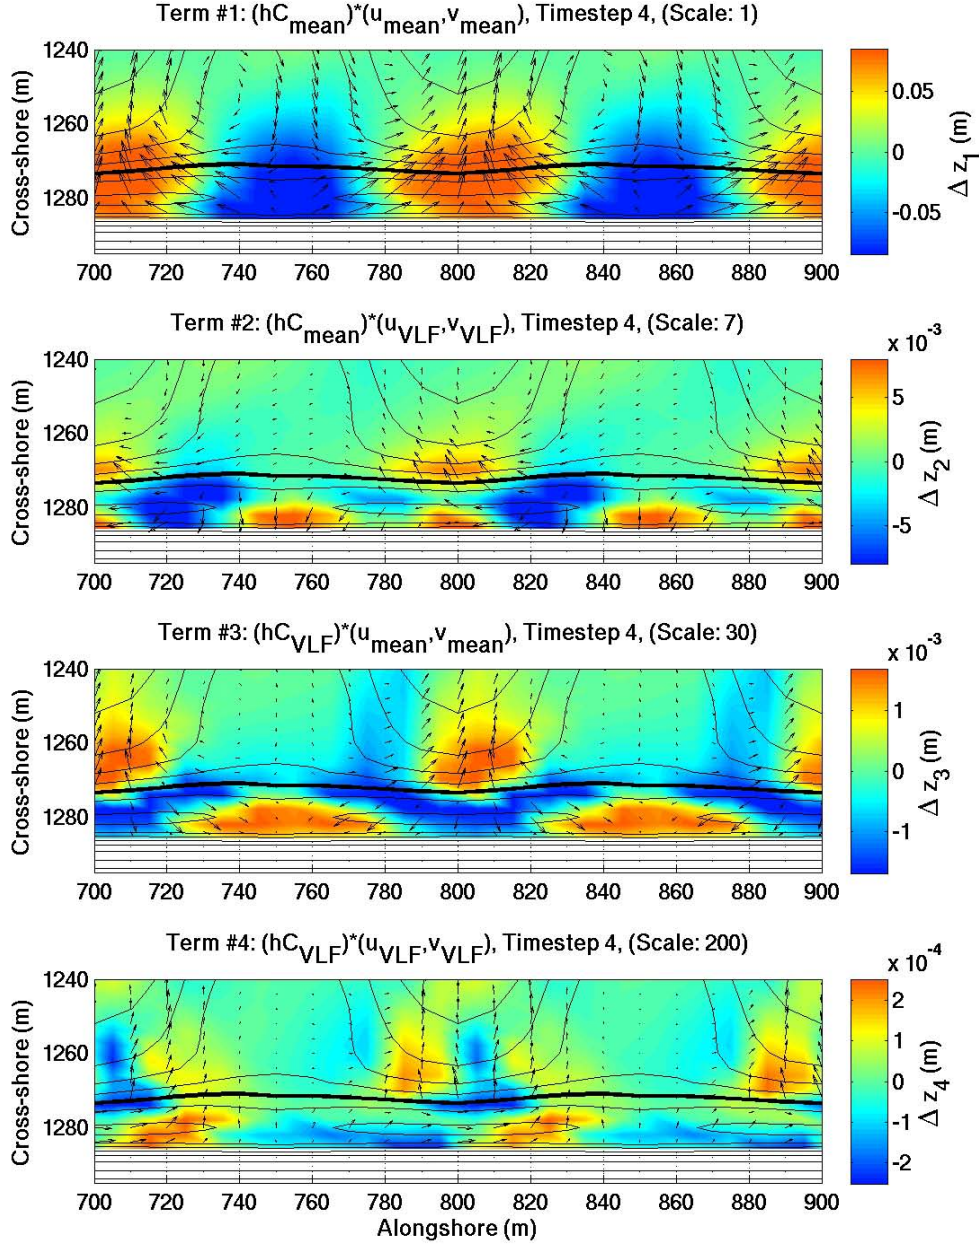 Term #1: (hC_mean)*(u_mean,v_mean), Timestep 4, (Scale: 1)
1240
1260
1280
Cross-shore (m)
700 720 740 760 780 800 820 840 860 880 900
0.05
0
-0.05
Δ z_1 (m)
Term #2: (hC_mean)*(u_VLF,v_VLF), Timestep 4, (Scale: 7)
1240
1260
1280
Cross-shore (m)
700 720 740 760 780 800 820 840 860 880 900
x 10^-3
5
0
-5
Δ z_2 (m)
Term #3: (hC_VLF)*(u_mean,v_mean), Timestep 4, (Scale: 30)
1240
1260
1280
Cross-shore (m)
700 720 740 760 780 800 820 840 860 880 900
x 10^-3
1
0
-1
Δ z_3 (m)
Term #4: (hC_VLF)*(u_VLF,v_VLF), Timestep 4, (Scale: 200)
1240
1260
1280
Cross-shore (m)
700 720 740 760 780 800 820 840 860 880 900
Alongshore (m)
x 10^-4
2
1
0
-1
-2
Δ z_4 (m)